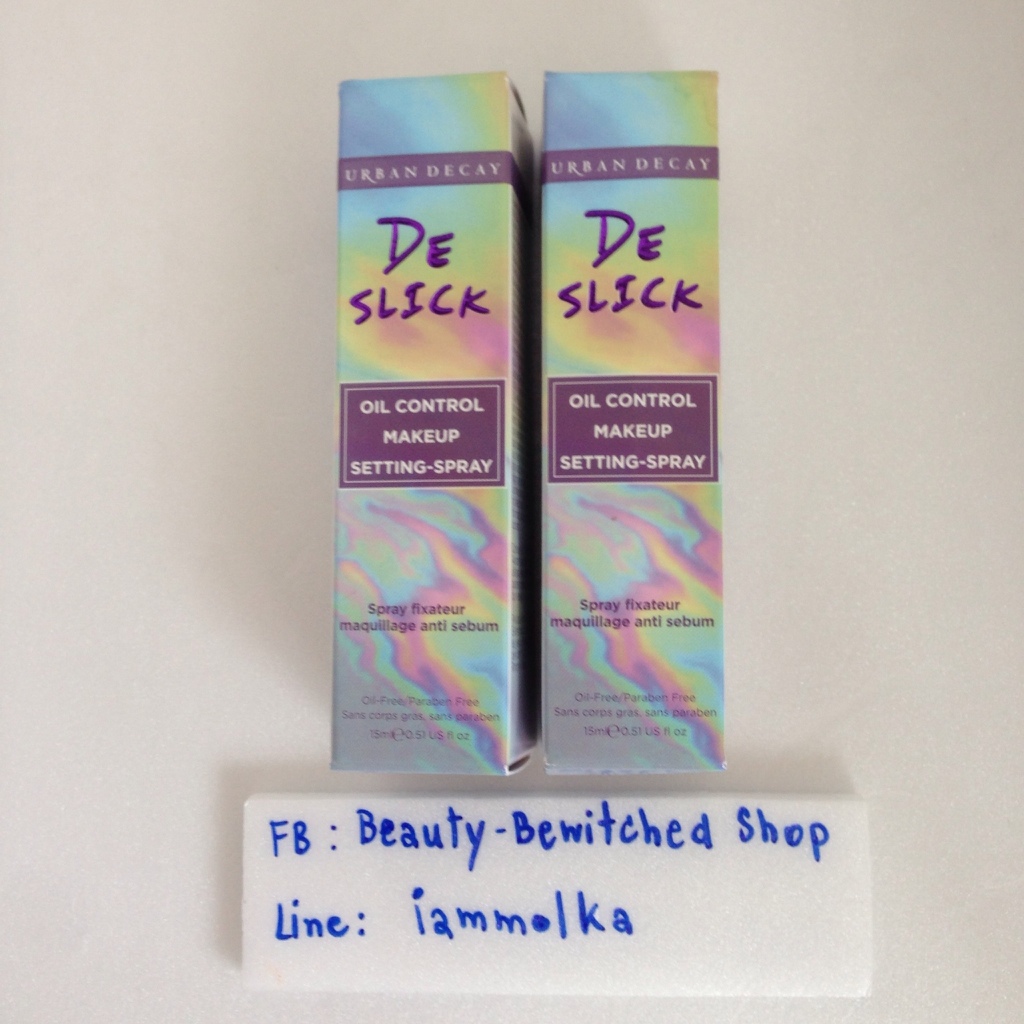 URBAN DECAY
DE
SLICK
OIL CONTROL
MAKEUP
SETTING-SPRAY
Spray fixateur
maquillage anti sebum
Oil-Free/Paraben Free
Sans corps gras, sans paraben
15ml℮0.51 US fl oz
URBAN DECAY
DE
SLICK
OIL CONTROL
MAKEUP
SETTING-SPRAY
Spray fixateur
maquillage anti sebum
Oil-Free/Paraben Free
Sans corps gras, sans paraben
15ml℮0.51 US fl oz
FB : Beauty-Bewitched Shop
Line: iammolka